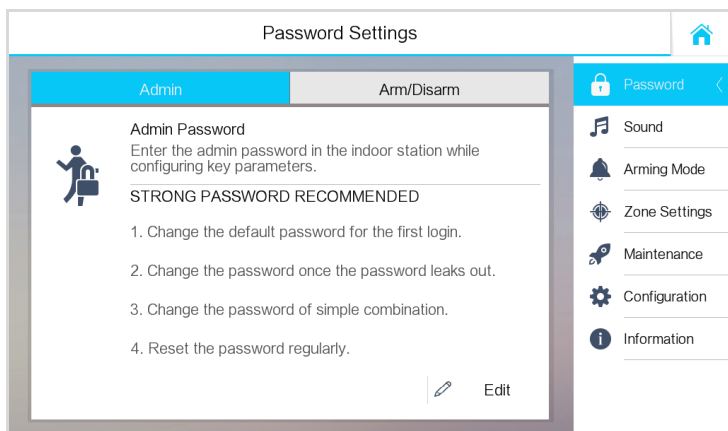 Password Settings
Admin
Arm/Disarm
Admin Password
Enter the admin password in the indoor station while
configuring key parameters.
STRONG PASSWORD RECOMMENDED
1. Change the default password for the first login.
2. Change the password once the password leaks out.
3. Change the password of simple combination.
4. Reset the password regularly.
Edit
Password
Sound
Arming Mode
Zone Settings
Maintenance
Configuration
Information